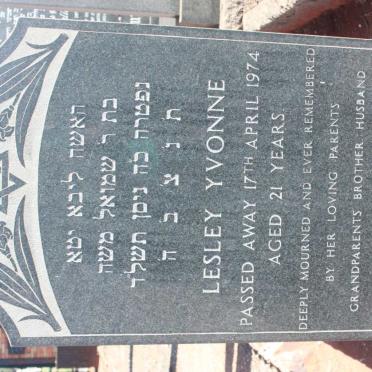 האשה ליבא יטא
בת ר שמואל משה
נפטרה כה ניסן תשלד
ת נ צ ב ה
LESLEY YVONNE
PASSED AWAY 17TH APRIL 1974
AGED 21 YEARS
DEEPLY MOURNED AND EVER REMEMBERED
BY HER LOVING PARENTS
GRANDPARENTS BROTHER HUSBAND